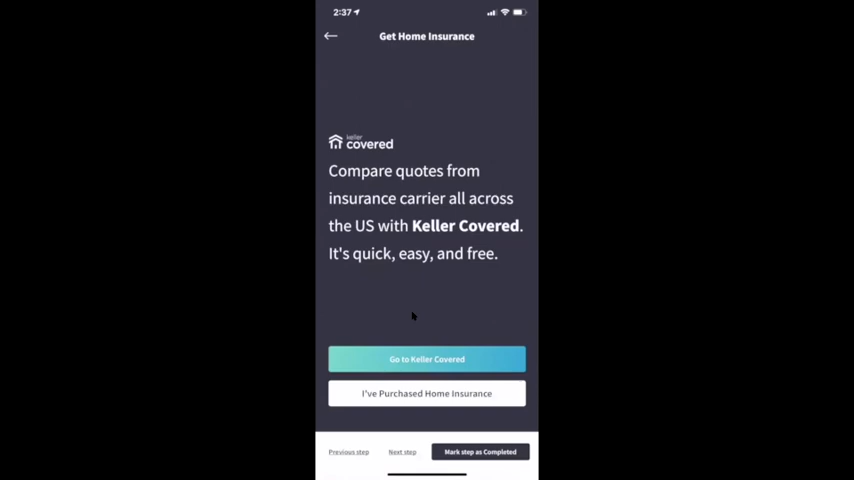 2:37
Get Home Insurance
keller
covered
Compare quotes from
insurance carrier all across
the US with Keller Covered.
It's quick, easy, and free.
Go to Keller Covered
I've Purchased Home Insurance
Previous step Next step Mark step as Completed